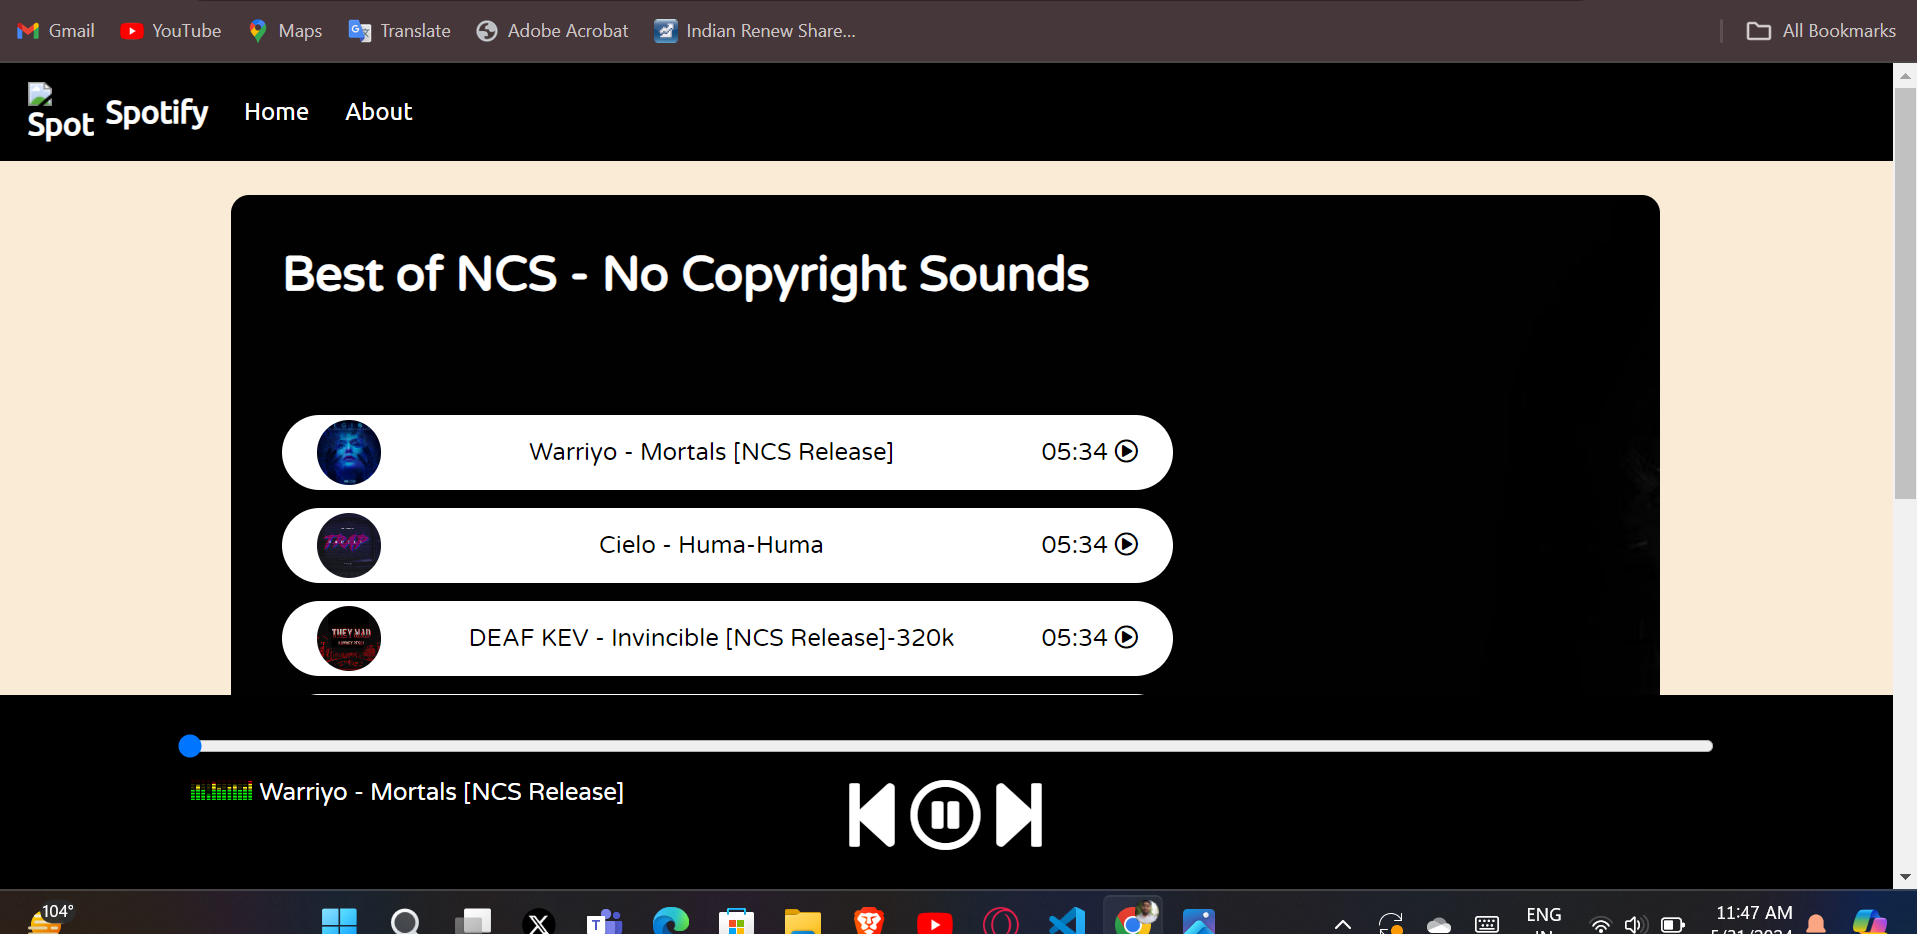 Gmail YouTube Maps Translate Adobe Acrobat Indian Renew Share... All Bookmarks
Spot Spotify Home About
Best of NCS - No Copyright Sounds
Warriyo - Mortals [NCS Release] 05:34
TRAP
Cielo - Huma-Huma 05:34
THEY MAD
DEAF KEV - Invincible [NCS Release]-320k 05:34
Warriyo - Mortals [NCS Release]
104°
ENG
11:47 AM